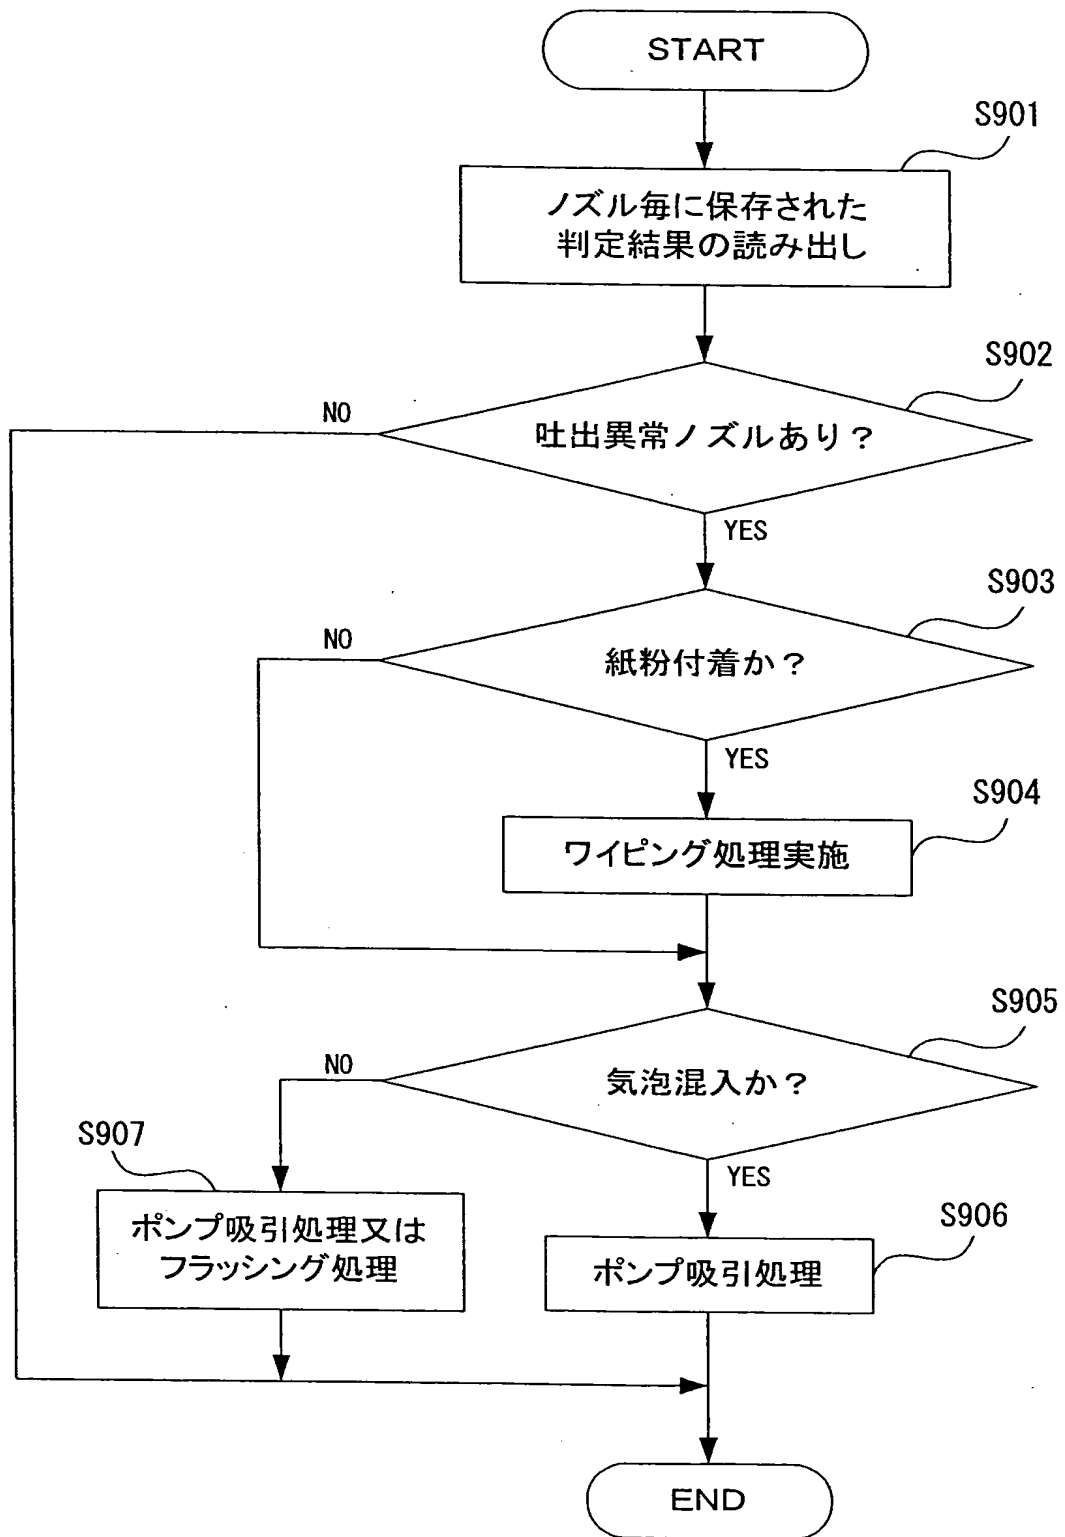 START
S901
ノズル毎に保存された
判定結果の読み出し
S902
NO
吐出異常ノズルあり?
YES
S903
NO
紙粉付着か?
YES
S904
ワイピング処理実施
S905
NO
気泡混入か?
S907
YES
ポンプ吸引処理又は
フラッシング処理
S906
ポンプ吸引処理
END